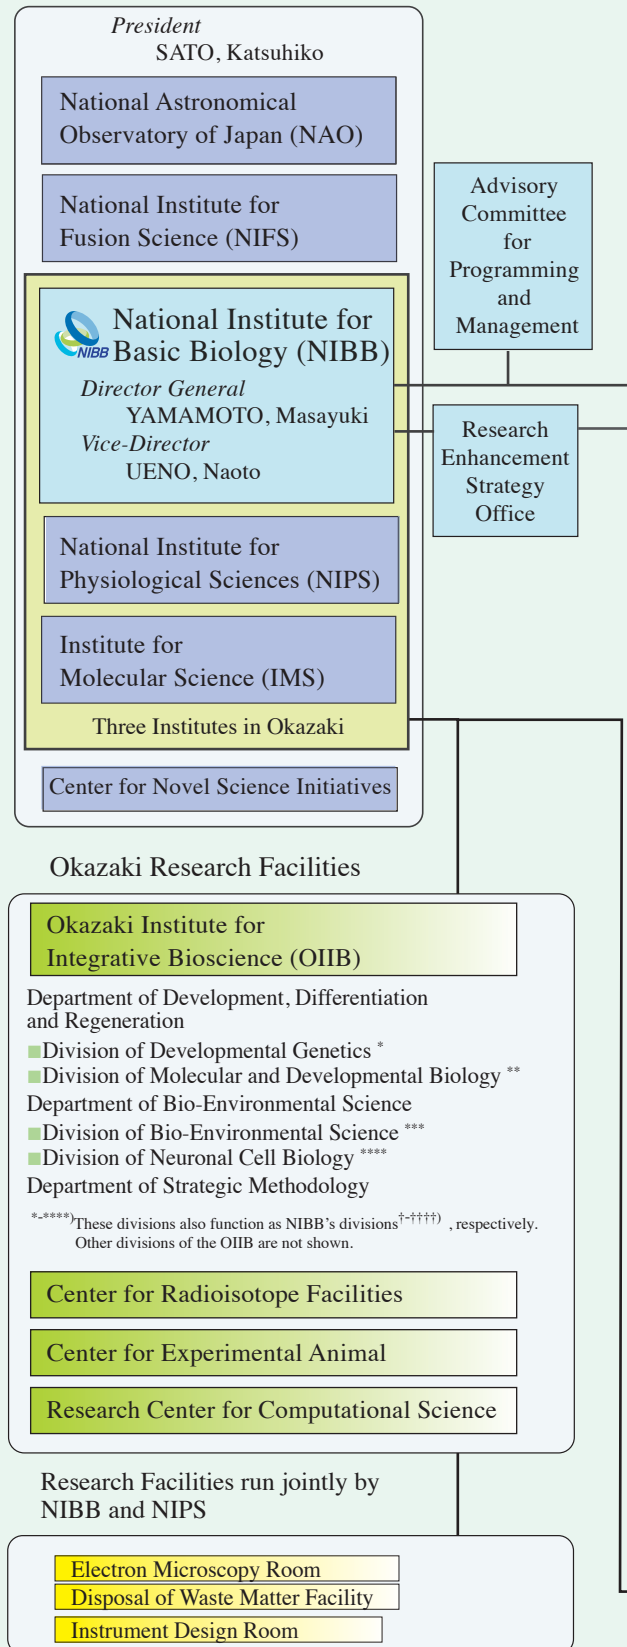 President
SATO, Katsuhiko
National Astronomical
Observatory of Japan (NAO)
National Institute for
Fusion Science (NIFS)
Advisory
Committee
for
Programming
and
Management
NIBB
National Institute for
Basic Biology (NIBB)
Director General
YAMAMOTO, Masayuki
Vice-Director
UENO, Naoto
Research
Enhancement
Strategy
Office
National Institute for
Physiological Sciences (NIPS)
Institute for
Molecular Science (IMS)
Three Institutes in Okazaki
Center for Novel Science Initiatives
Okazaki Research Facilities
Okazaki Institute for
Integrative Bioscience (OIIB)
Department of Development, Differentiation
and Regeneration
Division of Developmental Genetics *
Division of Molecular and Developmental Biology **
Department of Bio-Environmental Science
Division of Bio-Environmental Science ***
Division of Neuronal Cell Biology ****
Department of Strategic Methodology
*-****)These divisions also function as NIBB's divisions†-††††) , respectively.
Other divisions of the OIIB are not shown.
Center for Radioisotope Facilities
Center for Experimental Animal
Research Center for Computational Science
Research Facilities run jointly by
NIBB and NIPS
Electron Microscopy Room
Disposal of Waste Matter Facility
Instrument Design Room